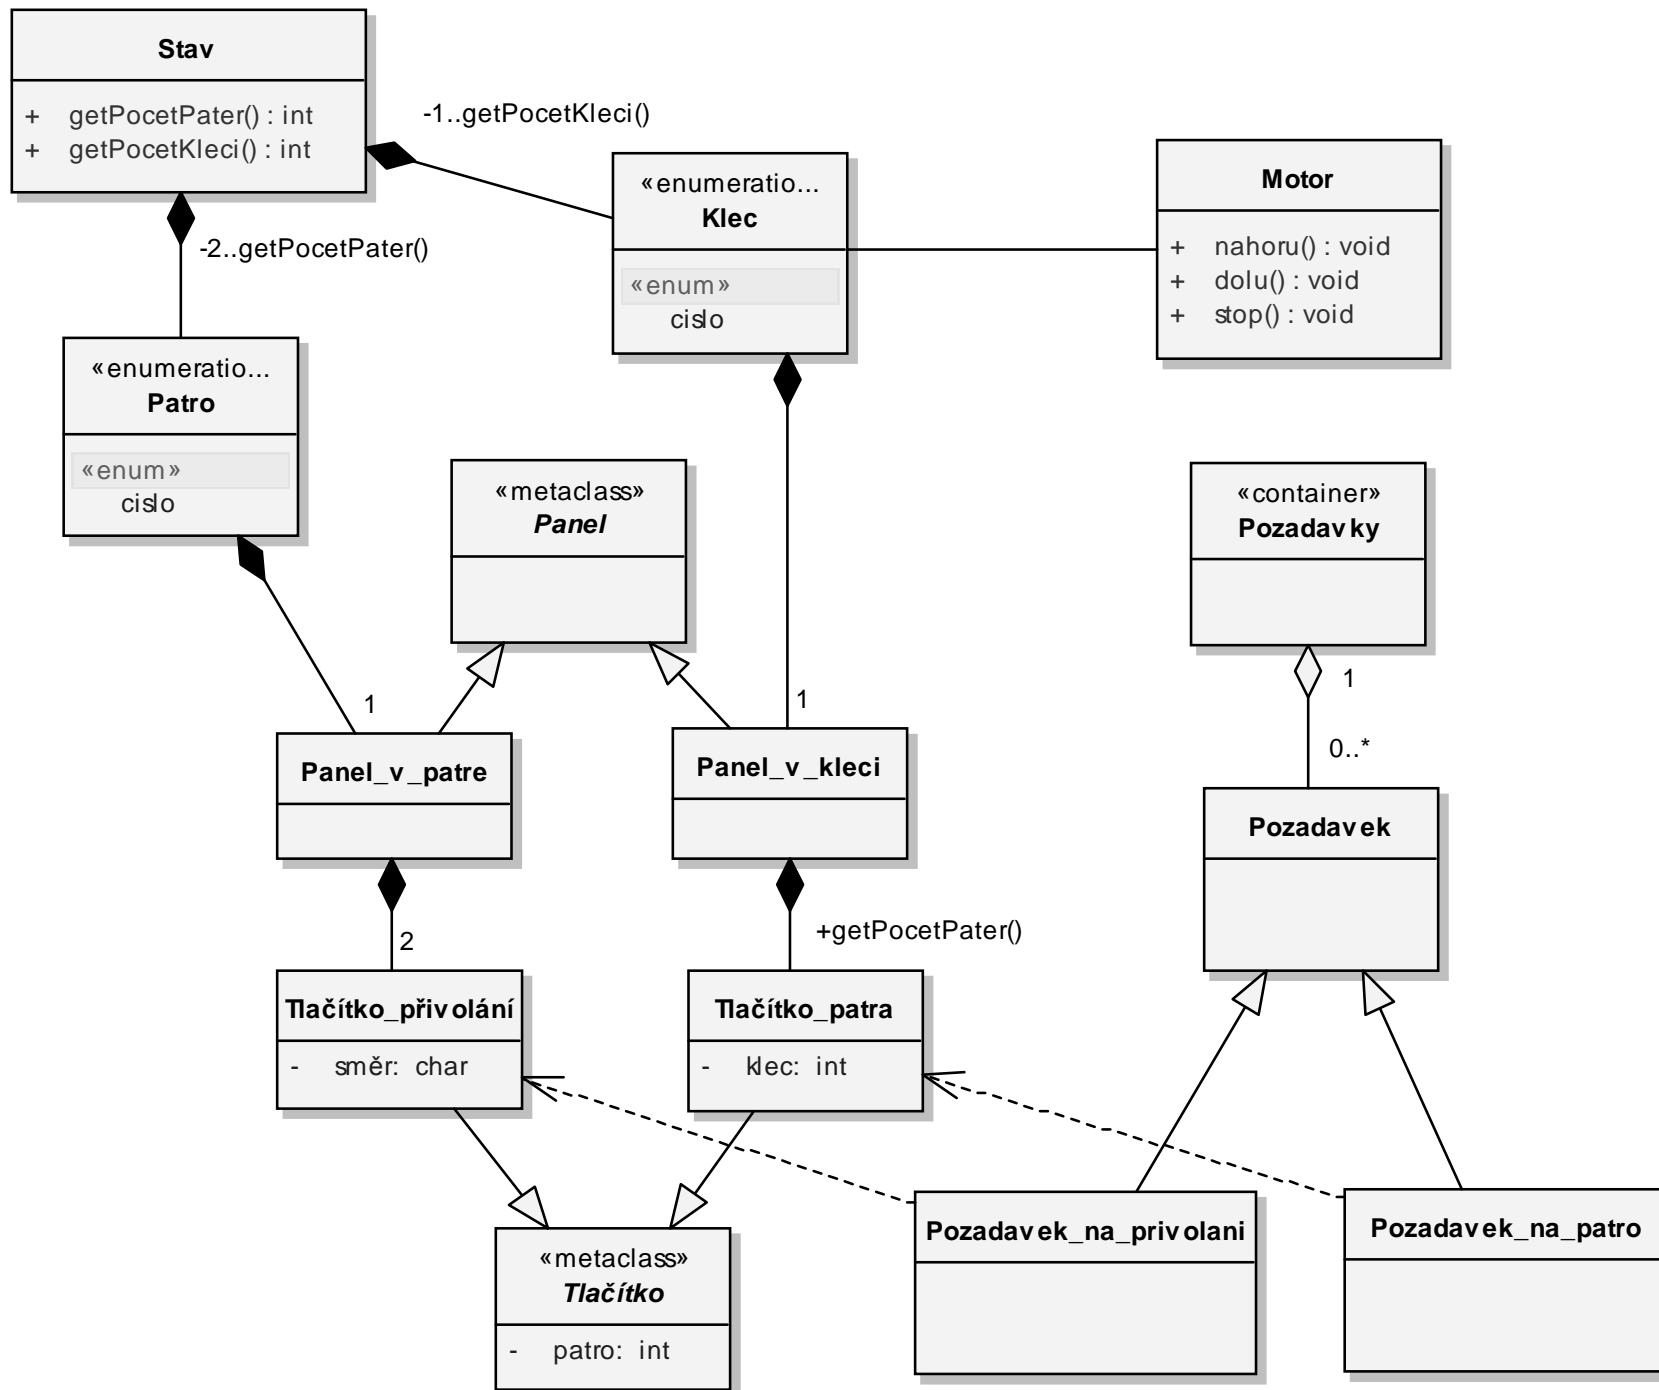 Stav
+ getPocetPater() : int
+ getPocetKleci() : int
-1..getPocetKleci()
-2..getPocetPater()
«enumeratio...
Klec
«enum»
cislo
Motor
+ nahoru() : void
+ dolu() : void
+ stop() : void
«enumeratio...
Patro
«enum»
cislo
«metaclass»
Panel
«container»
Pozadavky
1
0..*
1
1
Panel_v_patre
Panel_v_kleci
Pozadavek
2
+getPocetPater()
Tlačítko_přivolání
- směr: char
Tlačítko_patra
- klec: int
«metaclass»
Tlačítko
- patro: int
Pozadavek_na_privolani
Pozadavek_na_patro